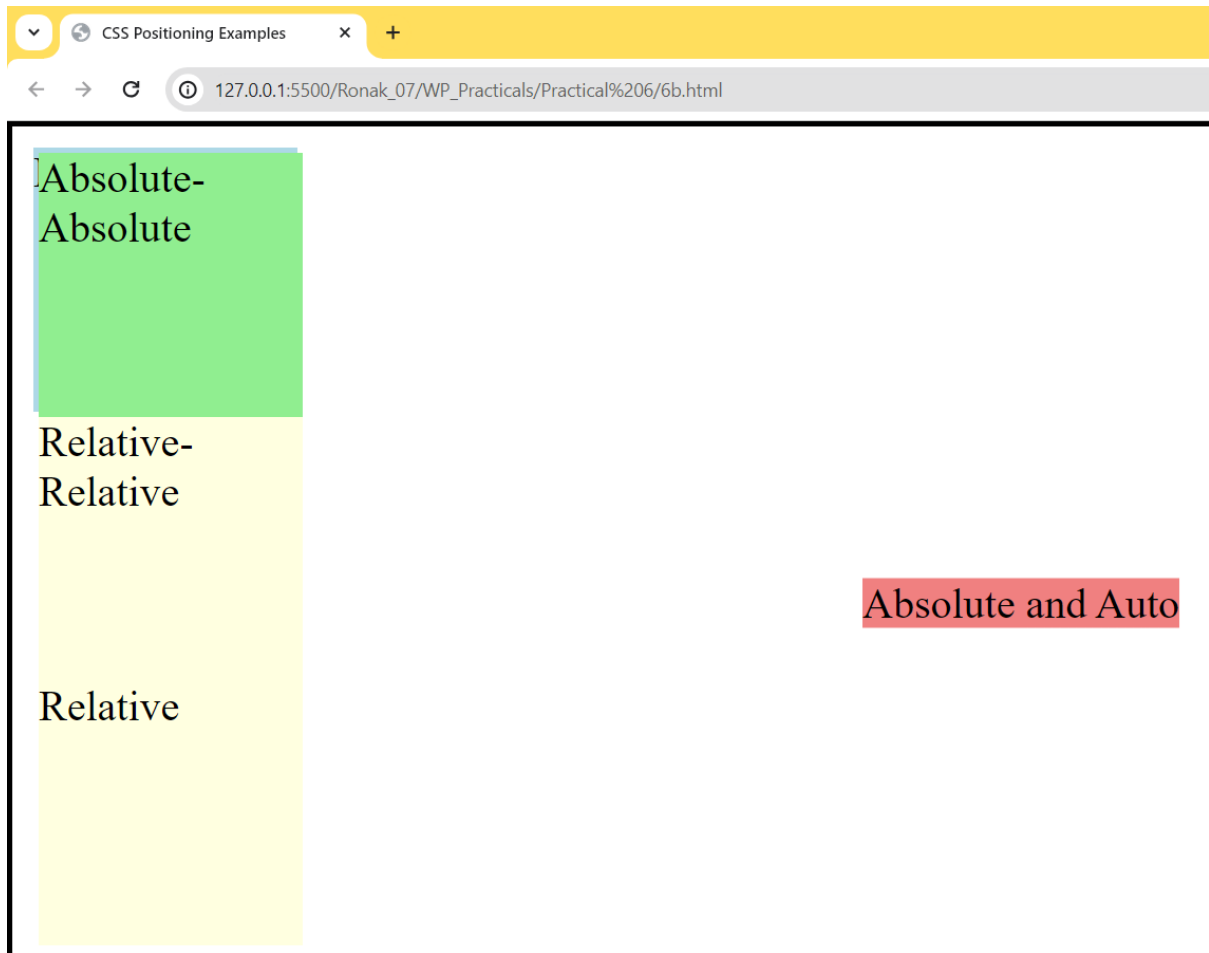 CSS Positioning Examples
127.0.0.1:5500/Ronak_07/WP_Practicals/Practical%206/6b.html
Absolute-
Absolute
Relative-
Relative
Absolute and Auto
Relative